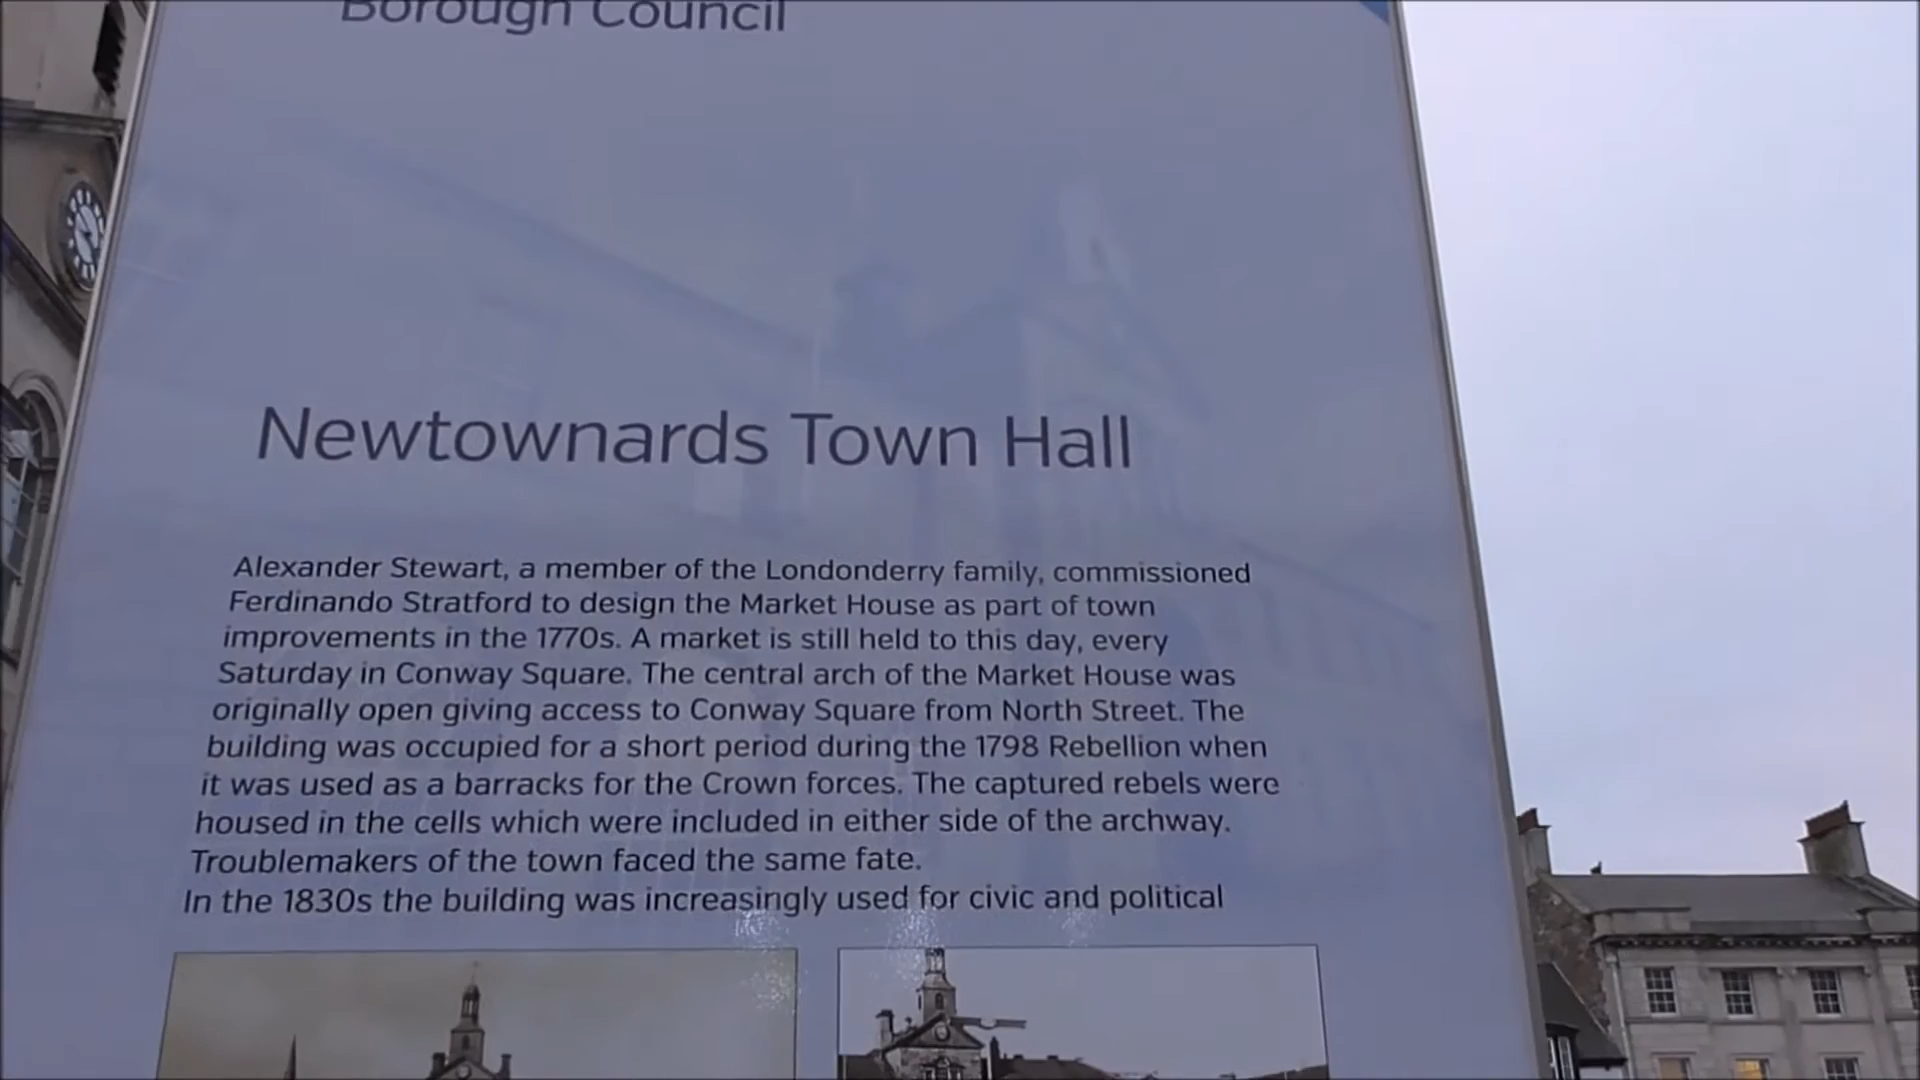 Borough Council
Newtownards Town Hall
Alexander Stewart, a member of the Londonderry family, commissioned
Ferdinando Stratford to design the Market House as part of town
improvements in the 1770s. A market is still held to this day, every
Saturday in Conway Square. The central arch of the Market House was
originally open giving access to Conway Square from North Street. The
building was occupied for a short period during the 1798 Rebellion when
it was used as a barracks for the Crown forces. The captured rebels were
housed in the cells which were included in either side of the archway.
Troublemakers of the town faced the same fate.
In the 1830s the building was increasingly used for civic and political